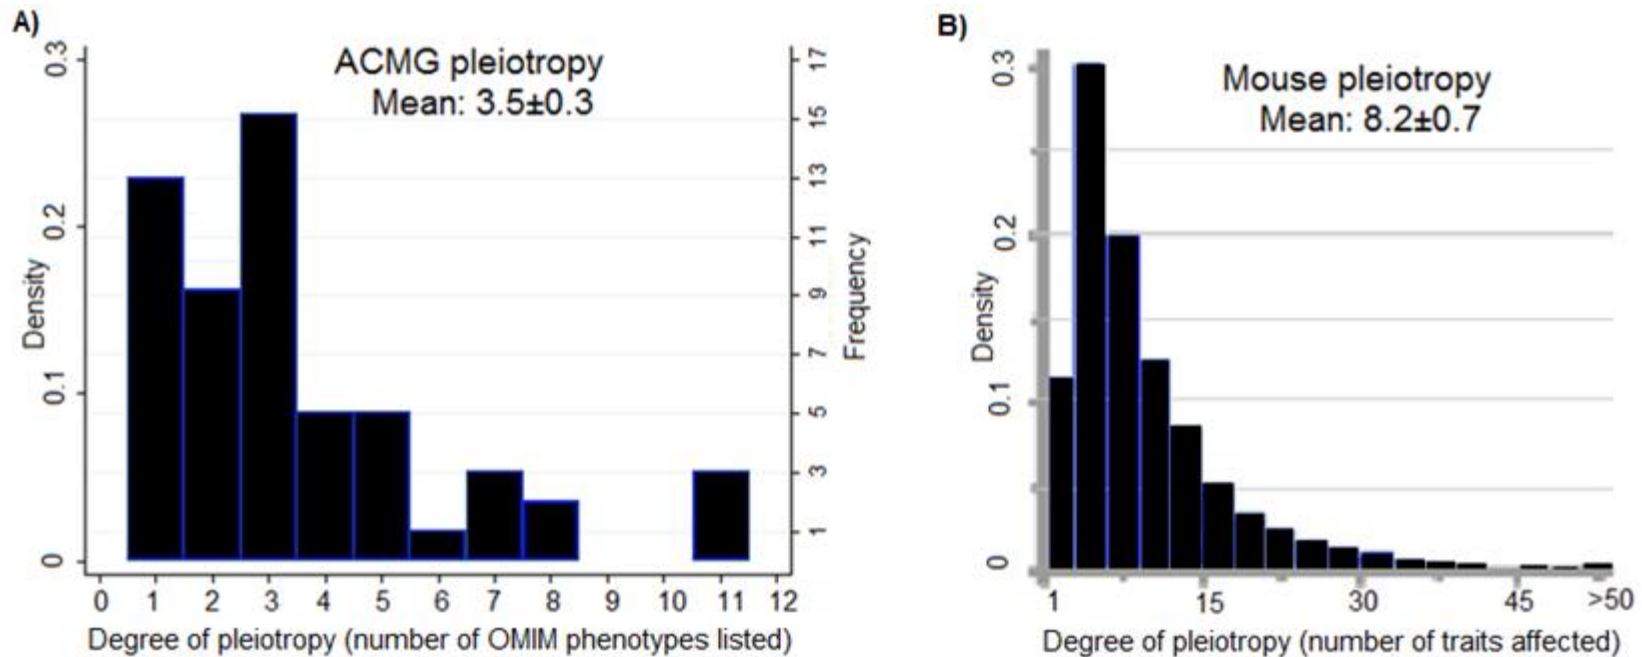 A)
ACMG pleiotropy
Mean: 3.5±0.3
Density
0.3
0.2
0.1
0
Frequency
17
15
13
11
9
7
5
3
1
0 1 2 3 4 5 6 7 8 9 10 11 12
Degree of pleiotropy (number of OMIM phenotypes listed)
B)
Mouse pleiotropy
Mean: 8.2±0.7
Density
0.3
0.2
0.1
0
1 15 30 45 >50
Degree of pleiotropy (number of traits affected)